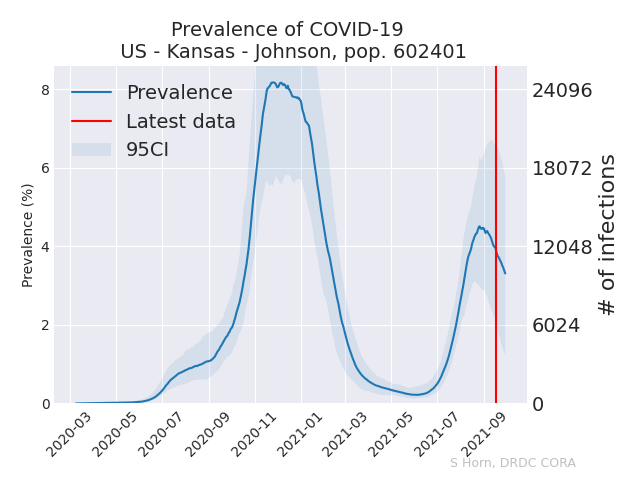 Prevalence of COVID-19
US - Kansas - Johnson, pop. 602401
Prevalence
Latest data
95CI
Prevalence (%)
8
6
4
2
0
24096
18072
12048
6024
0
# of infections
2020-03
2020-05
2020-07
2020-09
2020-11
2021-01
2021-03
2021-05
2021-07
2021-09
S Horn, DRDC CORA